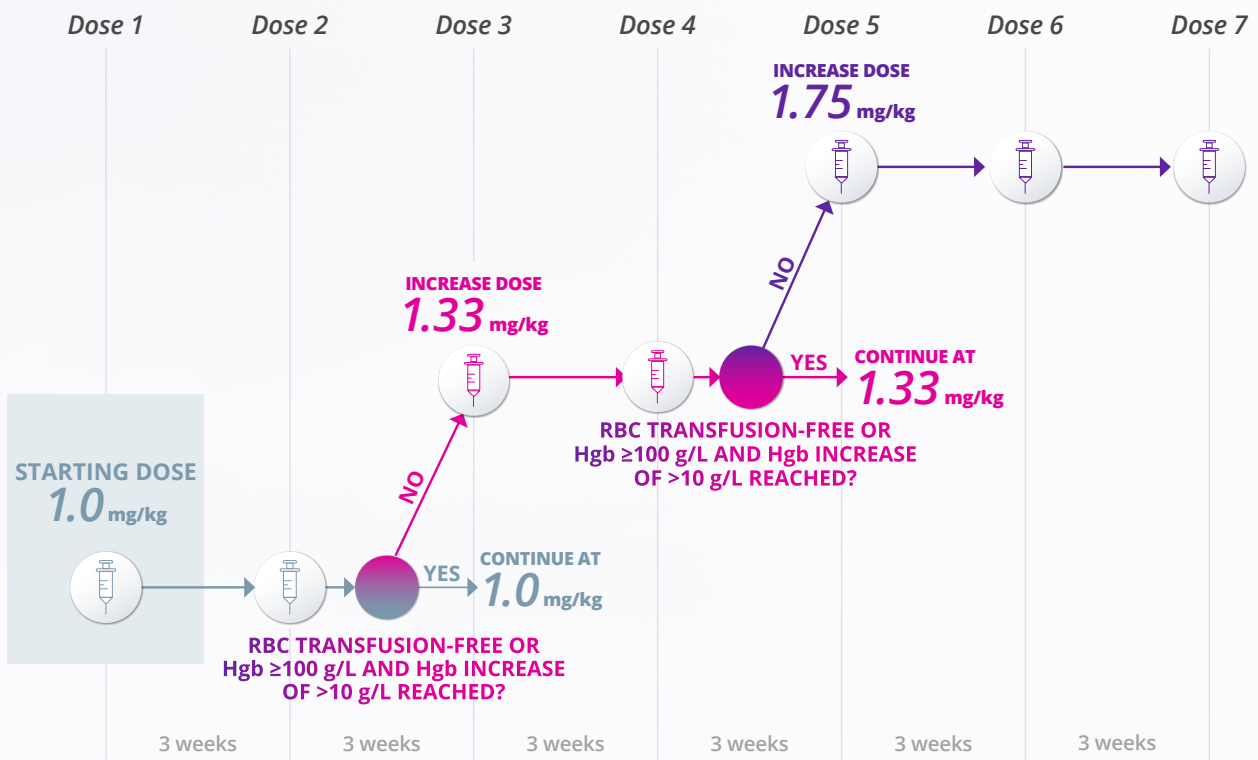 Dose 1
Dose 2
Dose 3
Dose 4
Dose 5
Dose 6
Dose 7
INCREASE DOSE
1.75 mg/kg
NO
INCREASE DOSE
1.33 mg/kg
YES
CONTINUE AT
1.33 mg/kg
RBC TRANSFUSION-FREE OR
Hgb ≥100 g/L AND Hgb INCREASE
OF >10 g/L REACHED?
STARTING DOSE
1.0 mg/kg
NO
YES
CONTINUE AT
1.0 mg/kg
RBC TRANSFUSION-FREE OR
Hgb ≥100 g/L AND Hgb INCREASE
OF >10 g/L REACHED?
3 weeks
3 weeks
3 weeks
3 weeks
3 weeks
3 weeks